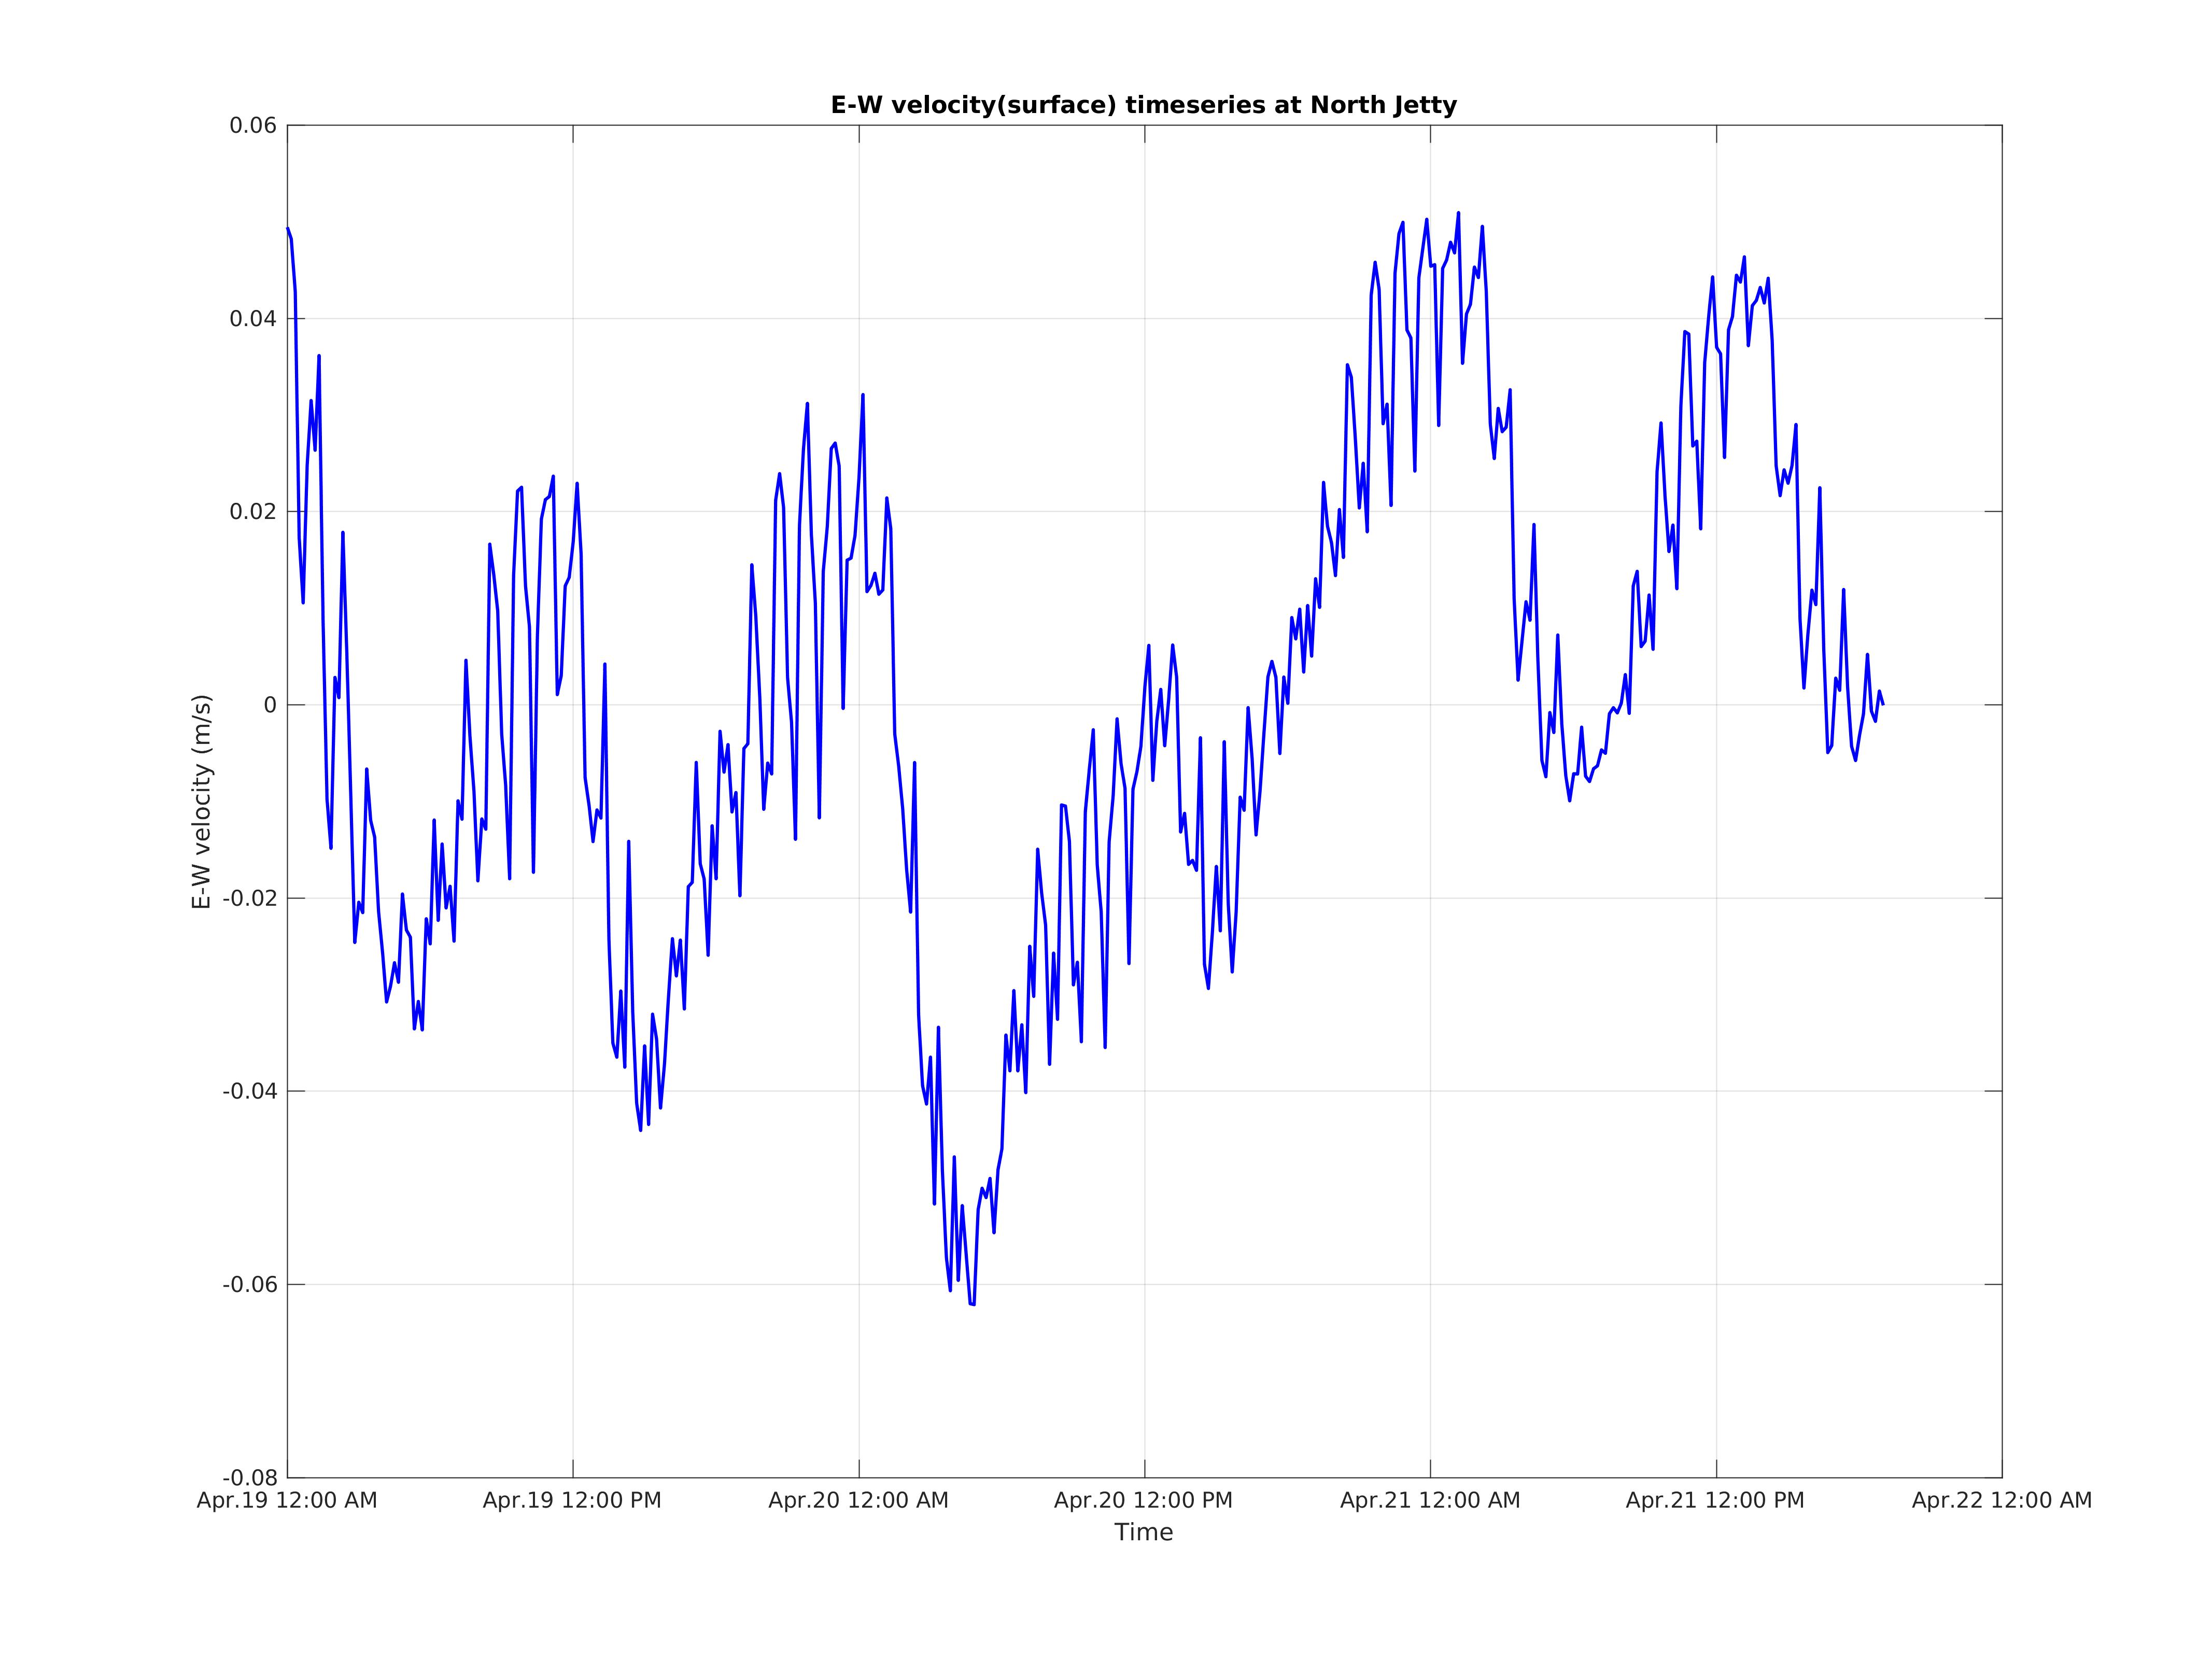 E-W velocity(surface) timeseries at North Jetty
0.06
0.04
0.02
0
-0.02
-0.04
-0.06
-0.08
E-W velocity (m/s)
Apr.19 12:00 AM Apr.19 12:00 PM Apr.20 12:00 AM Apr.20 12:00 PM Apr.21 12:00 AM Apr.21 12:00 PM Apr.22 12:00 AM
Time